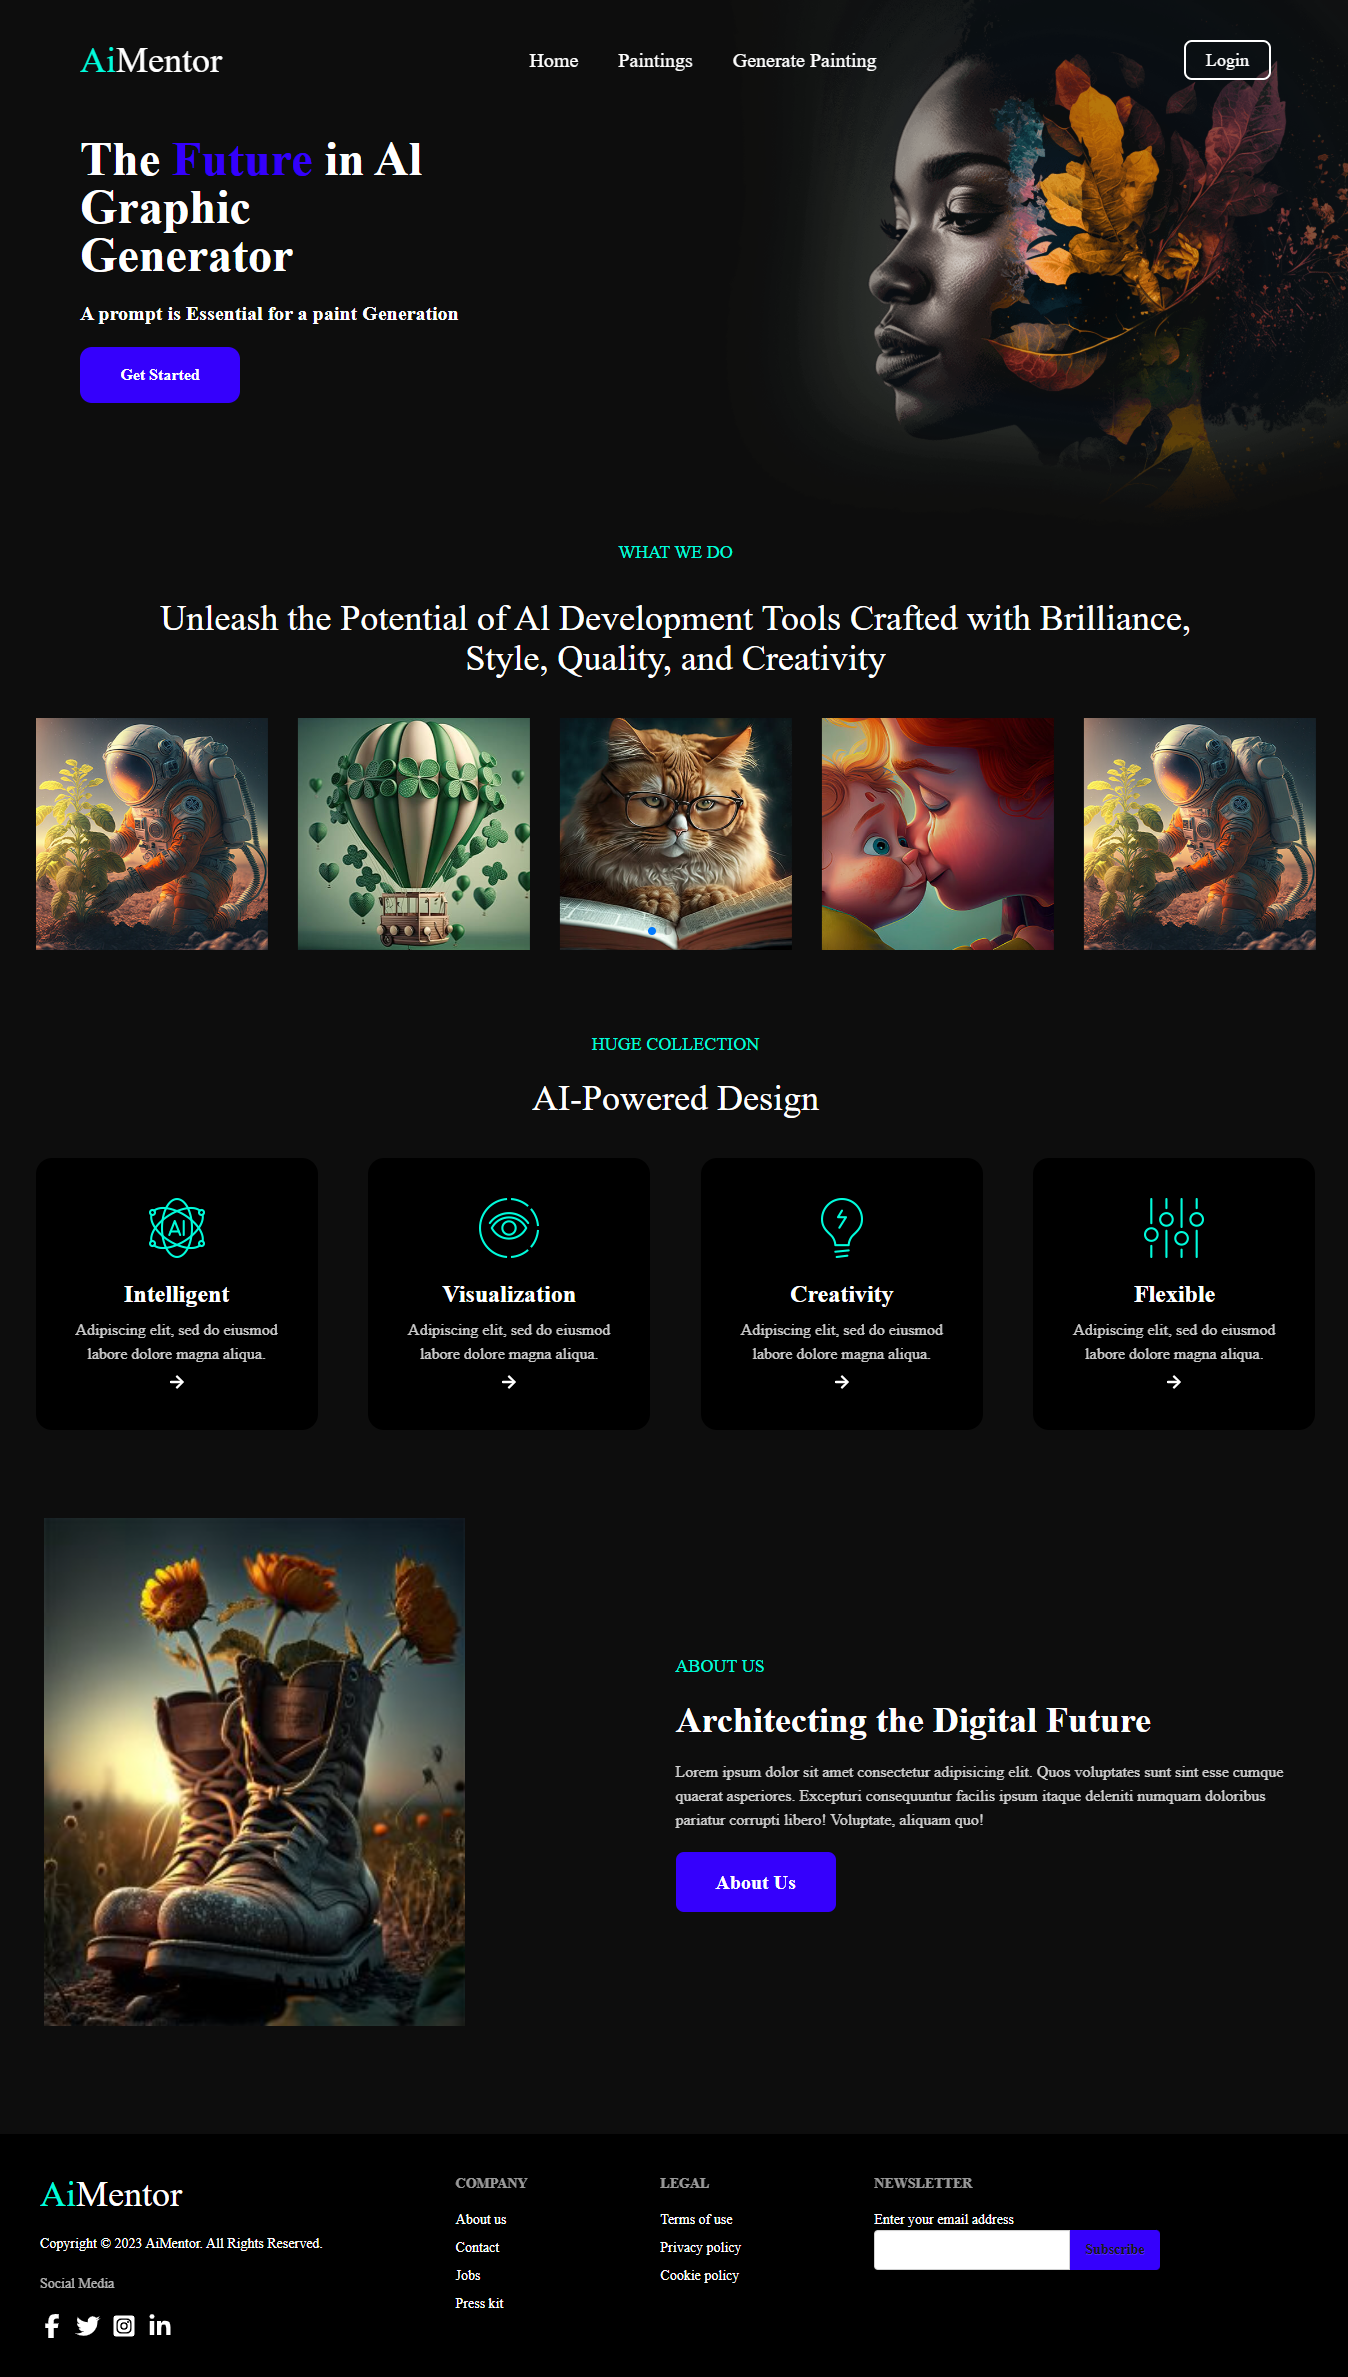 AiMentor
Home
Paintings
Generate Painting
Login
The Future in Al
Graphic
Generator
A prompt is Essential for a paint Generation
Get Started
WHAT WE DO
Unleash the Potential of Al Development Tools Crafted with Brilliance,
Style, Quality, and Creativity
HUGE COLLECTION
AI-Powered Design
AI
Intelligent
Adipiscing elit, sed do eiusmod
labore dolore magna aliqua.
Visualization
Adipiscing elit, sed do eiusmod
labore dolore magna aliqua.
Creativity
Adipiscing elit, sed do eiusmod
labore dolore magna aliqua.
Flexible
Adipiscing elit, sed do eiusmod
labore dolore magna aliqua.
ABOUT US
Architecting the Digital Future
Lorem ipsum dolor sit amet consectetur adipisicing elit. Quos voluptates sunt sint esse cumque
quaerat asperiores. Excepturi consequuntur facilis ipsum itaque deleniti numquam doloribus
pariatur corrupti libero! Voluptate, aliquam quo!
About Us
AiMentor
Copyright © 2023 AiMentor. All Rights Reserved.
Social Media
COMPANY
About us
Contact
Jobs
Press kit
LEGAL
Terms of use
Privacy policy
Cookie policy
NEWSLETTER
Enter your email address
Subscribe